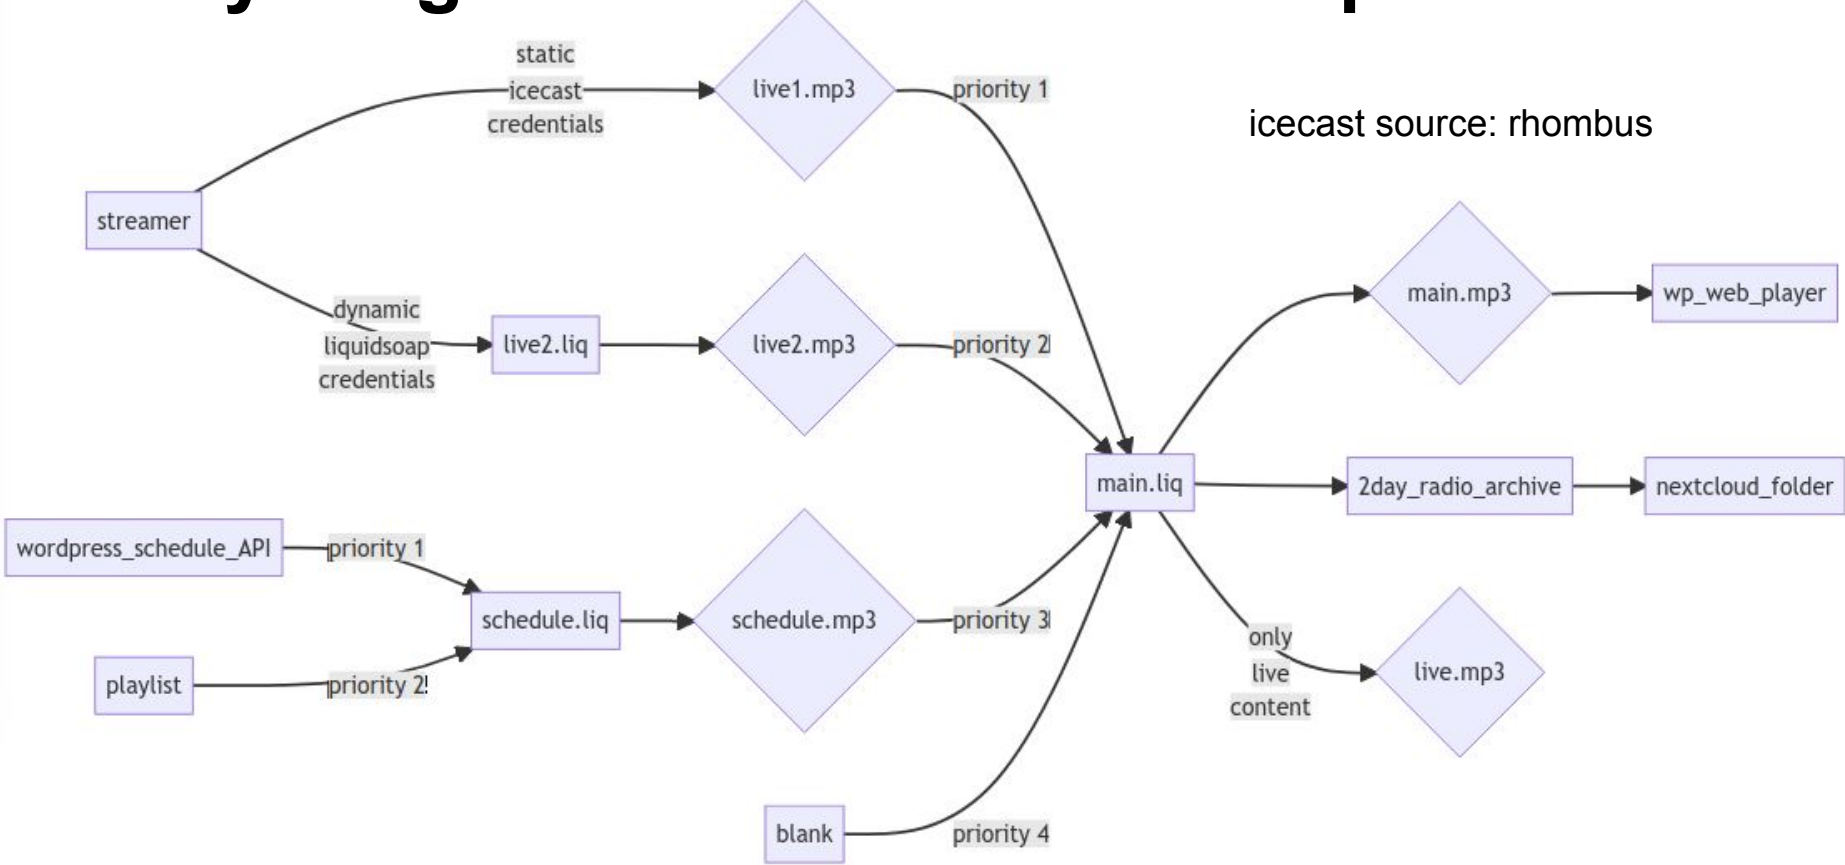 static
icecast
credentials
live1.mp3
priority 1
icecast source: rhombus
streamer
dynamic
liquidsoap
credentials
live2.liq
live2.mp3
priority 2
main.mp3
wp_web_player
main.liq
2day_radio_archive
nextcloud_folder
wordpress_schedule_API
priority 1
schedule.liq
schedule.mp3
priority 3
playlist
priority 2!
only
live
content
live.mp3
blank
priority 4